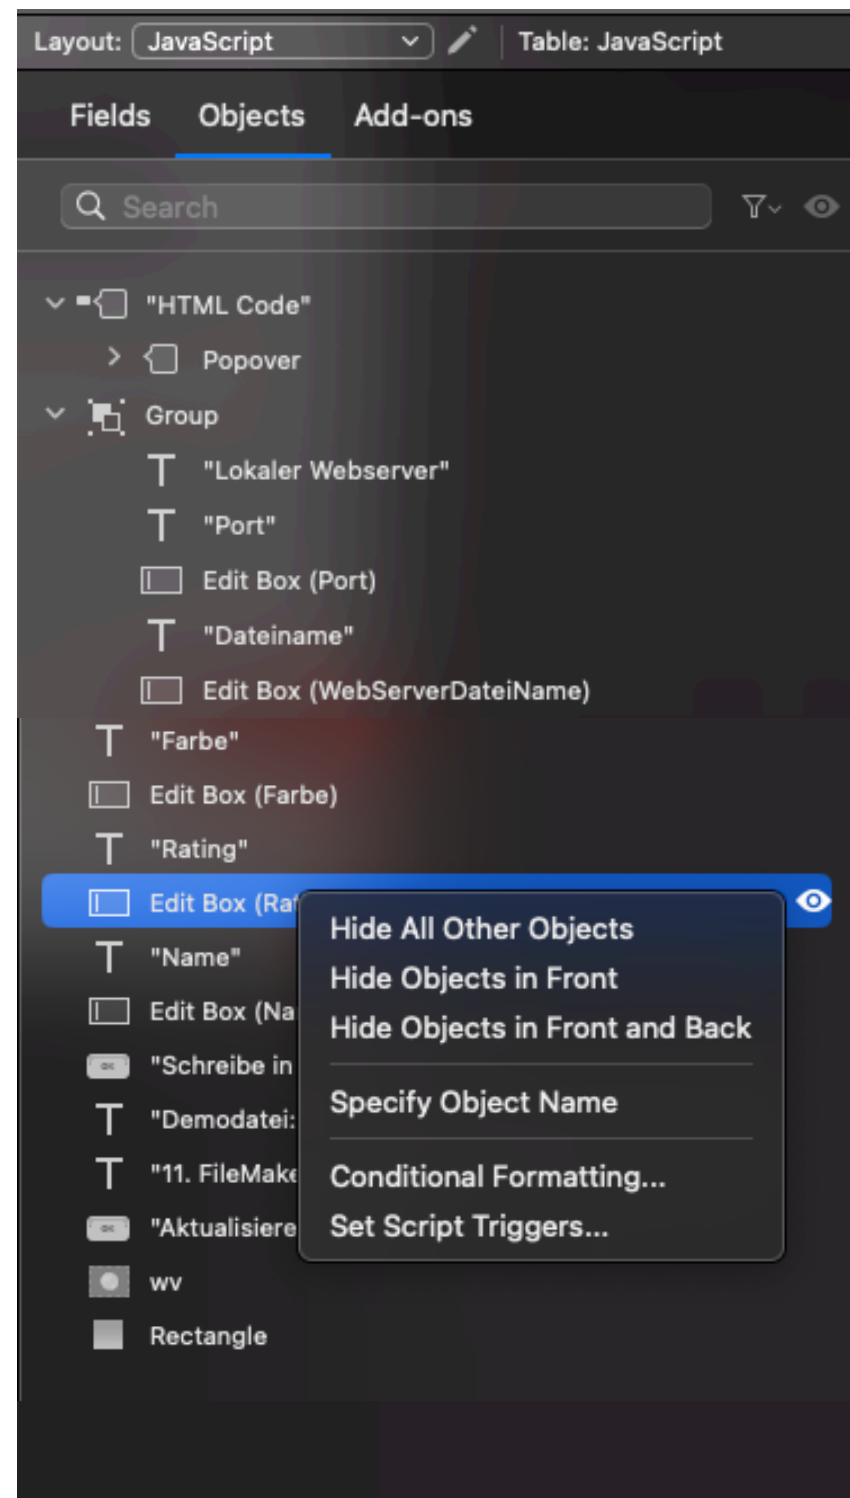 Layout: JavaScript Table: JavaScript
Fields Objects Add-ons
Search
"HTML Code"
Popover
Group
"Lokaler Webserver"
"Port"
Edit Box (Port)
"Dateiname"
Edit Box (WebServerDateiName)
"Farbe"
Edit Box (Farbe)
"Rating"
Edit Box (Rat
Hide All Other Objects
"Name"
Hide Objects in Front
Edit Box (Na
Hide Objects in Front and Back
"Schreibe in
Specify Object Name
"Demodatei:
"11. FileMake
Conditional Formatting...
"Aktualisiere
Set Script Triggers...
wv
Rectangle